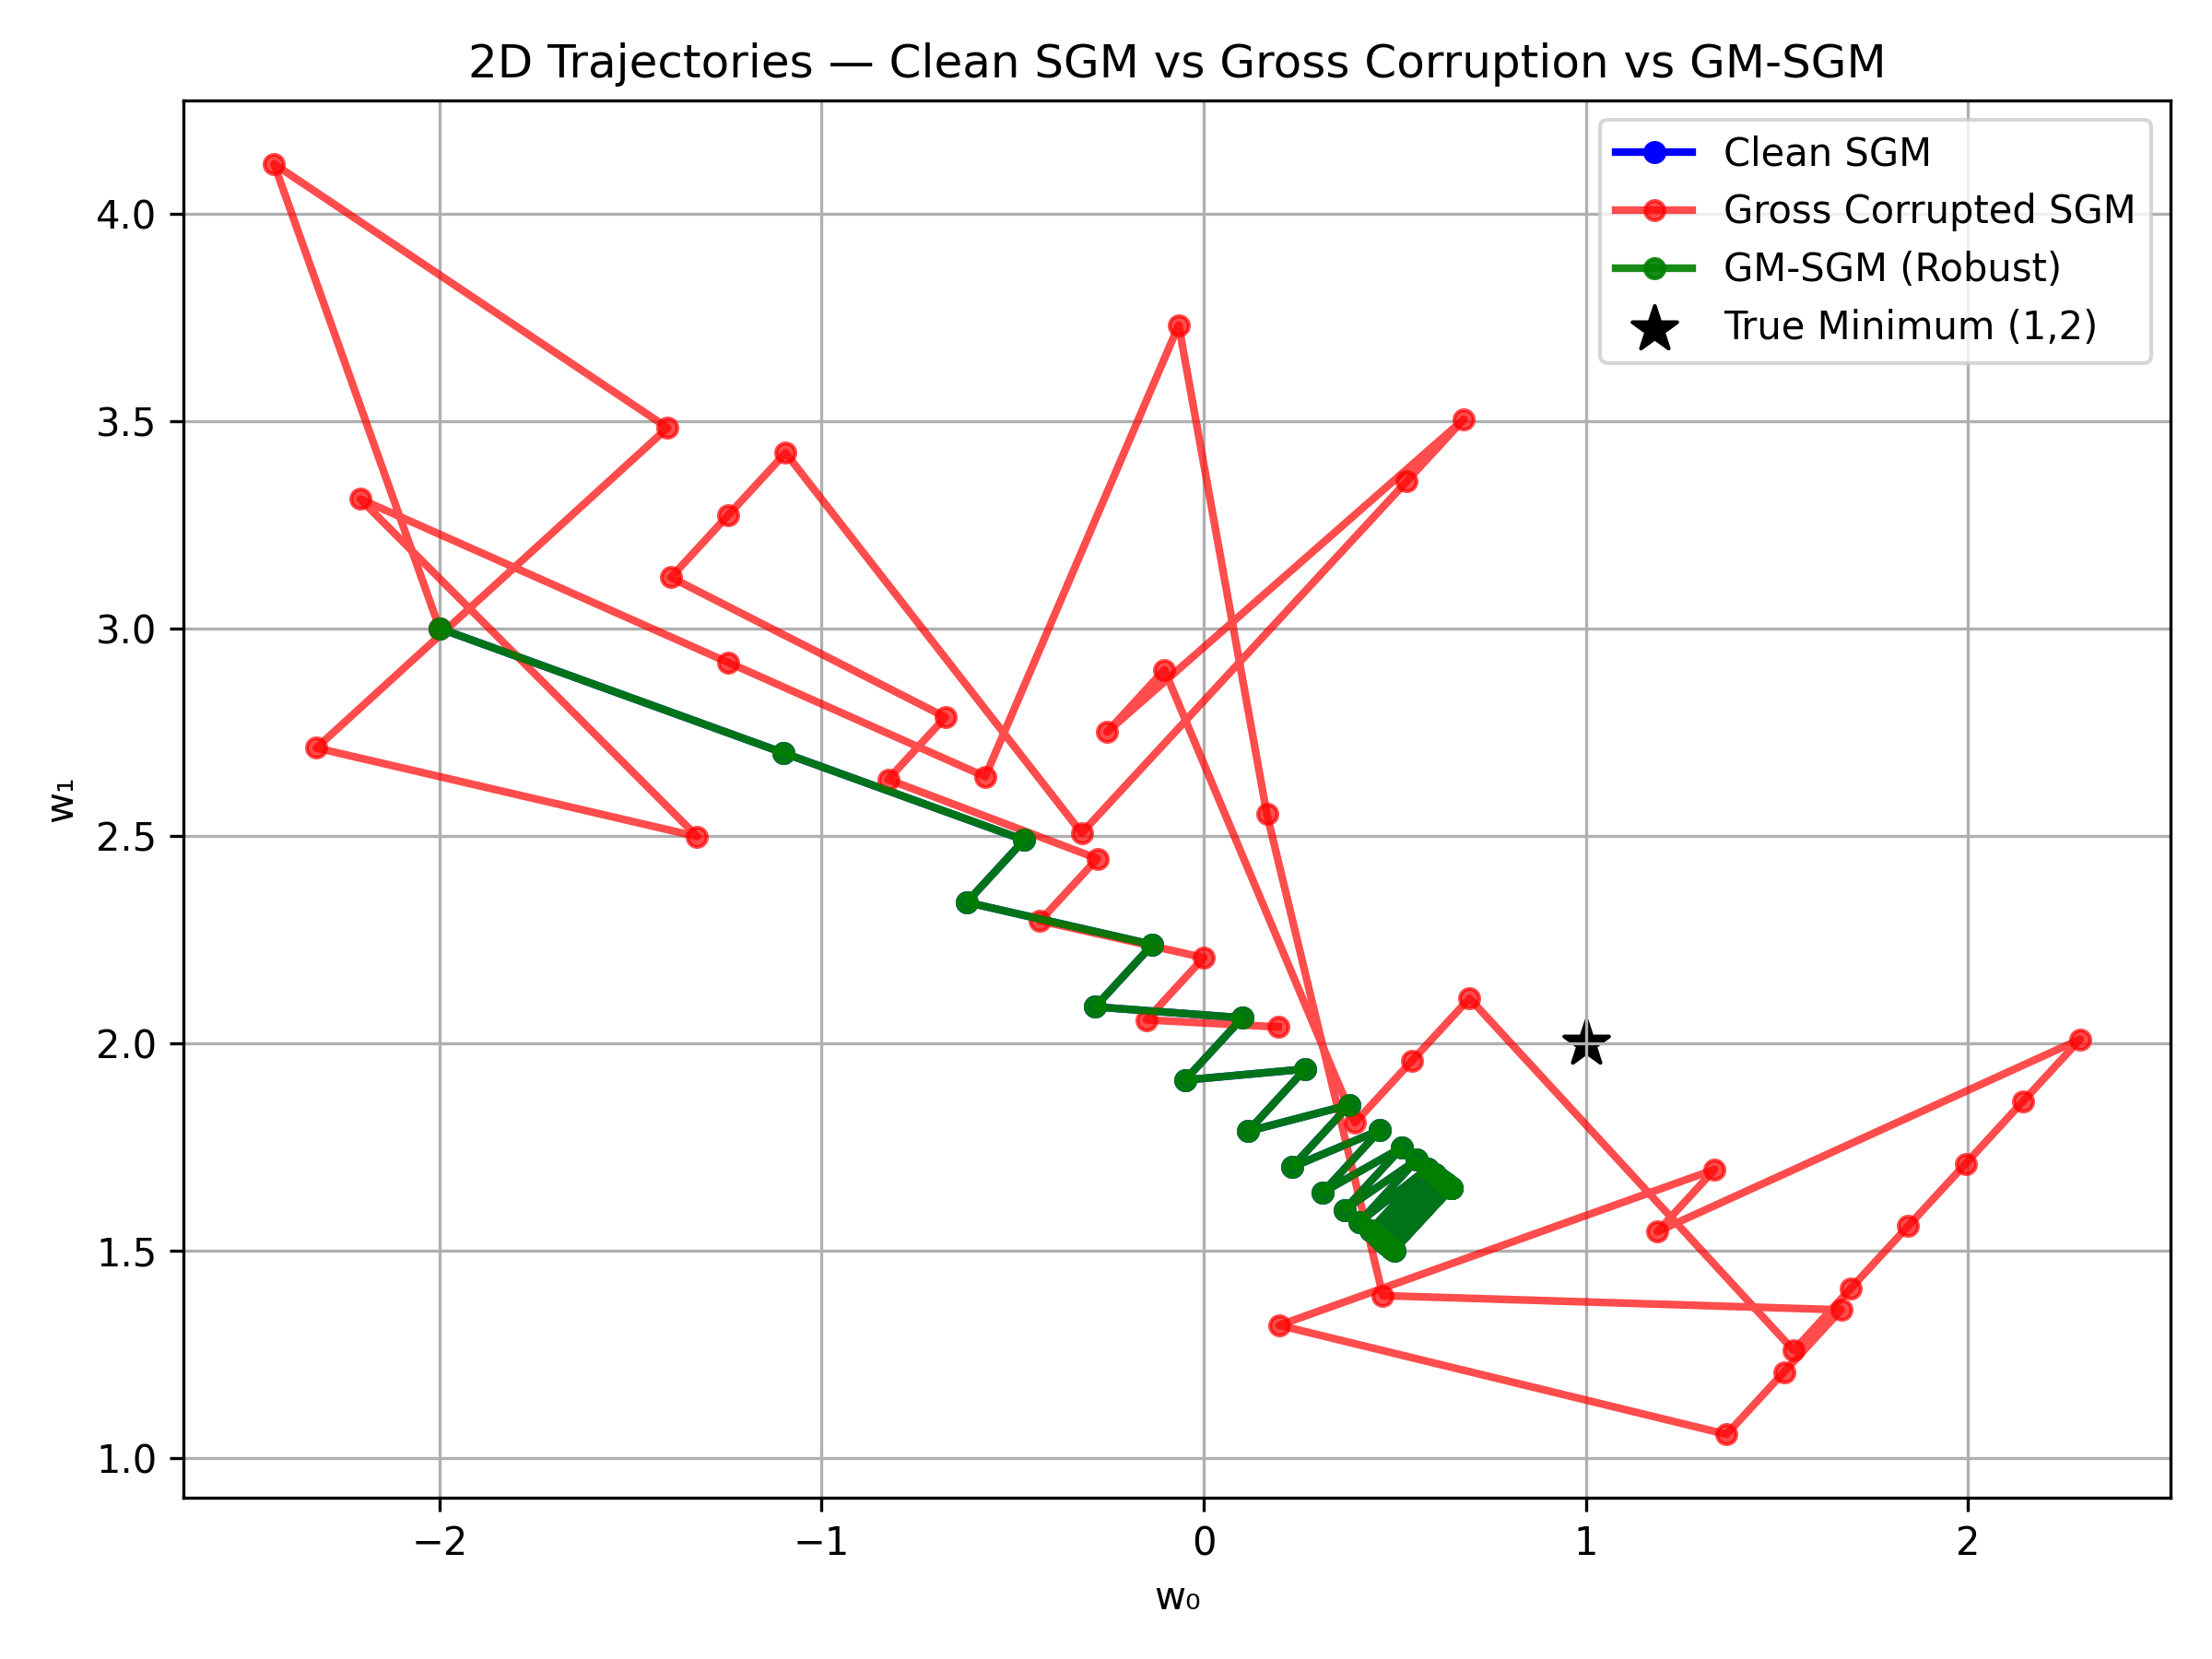 2D Trajectories — Clean SGM vs Gross Corruption vs GM-SGM
Clean SGM
Gross Corrupted SGM
GM-SGM (Robust)
True Minimum (1,2)
4.0
3.5
3.0
2.5
2.0
1.5
1.0
w₁
−2
−1
0
1
2
w₀